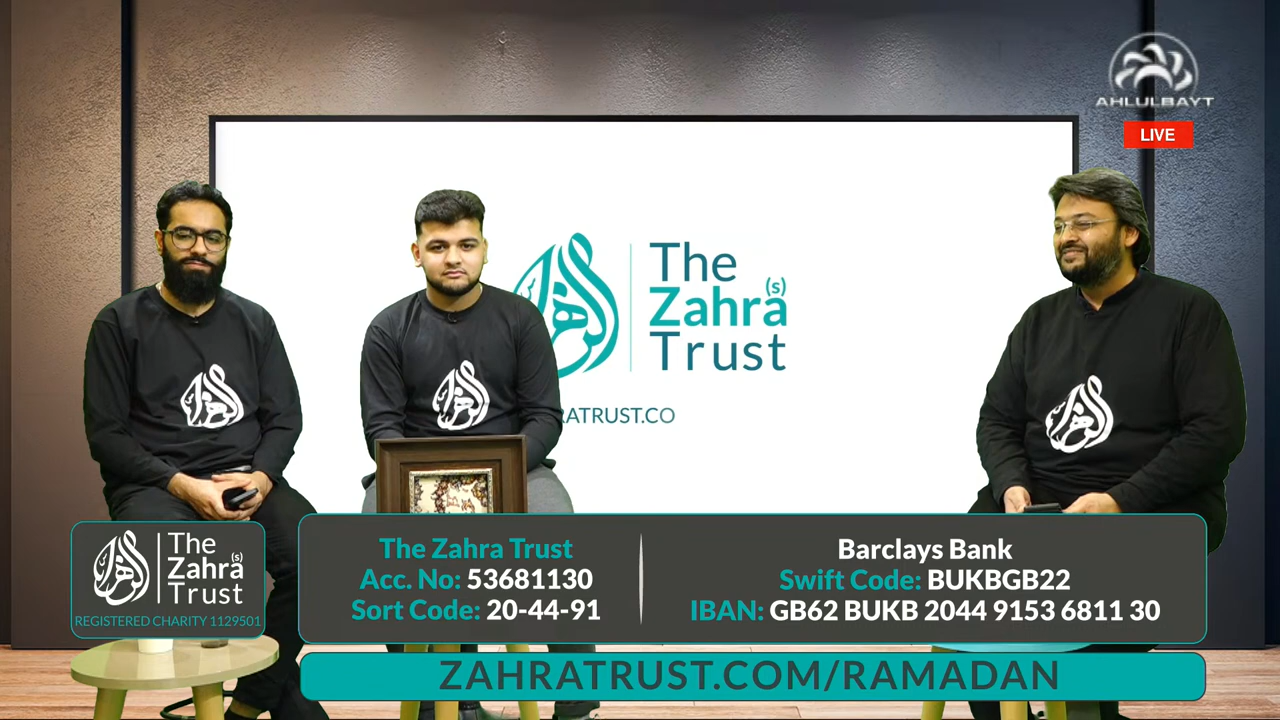 AHLULBAYT
LIVE
The
Zahra
(s)
Trust
RATRUST.CO
الزهرا
The
Zahra
(s)
Trust
REGISTERED CHARITY 1129501
The Zahra Trust
Acc. No: 53681130
Sort Code: 20-44-91
Barclays Bank
Swift Code: BUKBGB22
IBAN: GB62 BUKB 2044 9153 6811 30
ZAHRATRUST.COM/RAMADAN